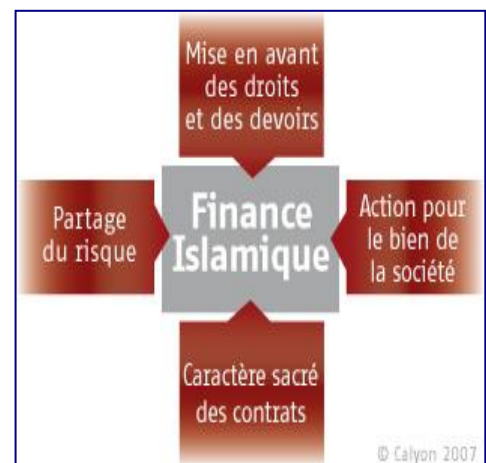 Mise en avant
des droits
et des devoirs
Partage
du risque
Finance
Islamique
Action pour
le bien de
la société
Caractère sacré
des contrats
© Calyon 2007